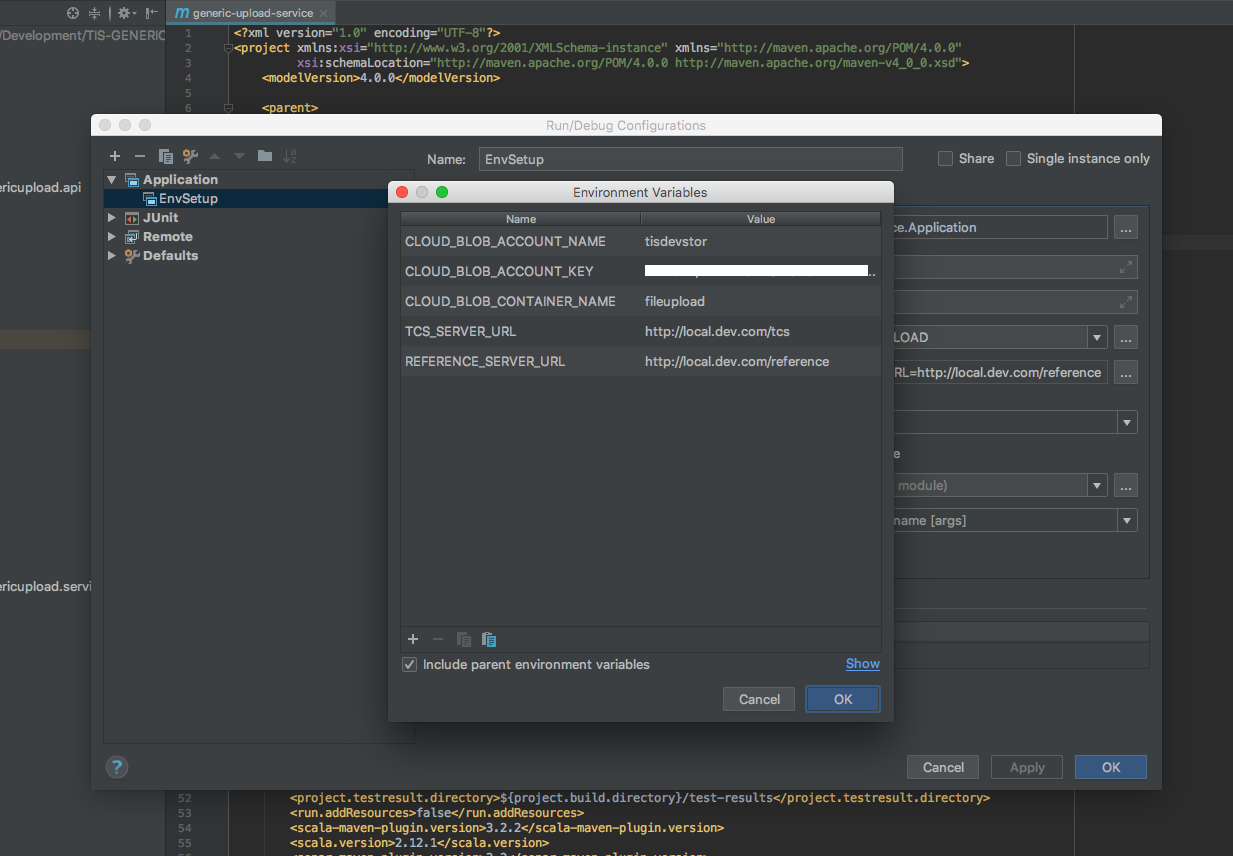 generic-upload-service
/Development/TIS-GENERIC
1 <?xml version="1.0" encoding="UTF-8"?>
2 <project xmlns:xsi="http://www.w3.org/2001/XMLSchema-instance" xmlns="http://maven.apache.org/POM/4.0.0"
3 xsi:schemaLocation="http://maven.apache.org/POM/4.0.0 http://maven.apache.org/maven-v4_0_0.xsd">
4 <modelVersion>4.0.0</modelVersion>
5
6 <parent>
Run/Debug Configurations
Name: EnvSetup
Share
Single instance only
ericupload.api
Application
EnvSetup
JUnit
Remote
Defaults
Environment Variables
Name Value
CLOUD_BLOB_ACCOUNT_NAME tisdevstor
CLOUD_BLOB_ACCOUNT_KEY ..
CLOUD_BLOB_CONTAINER_NAME fileupload
TCS_SERVER_URL http://local.dev.com/tcs
REFERENCE_SERVER_URL http://local.dev.com/reference
Include parent environment variables
Show
Cancel
OK
ce.Application
...
LOAD
...
RL=http://local.dev.com/reference
...
e
module)
...
name [args]
ericupload.servi
?
Cancel
Apply
OK
52 <project.testresult.directory>${project.build.directory}/test-results</project.testresult.directory>
53 <run.addResources>false</run.addResources>
54 <scala-maven-plugin.version>3.2.2</scala-maven-plugin.version>
55 <scala.version>2.12.1</scala.version>